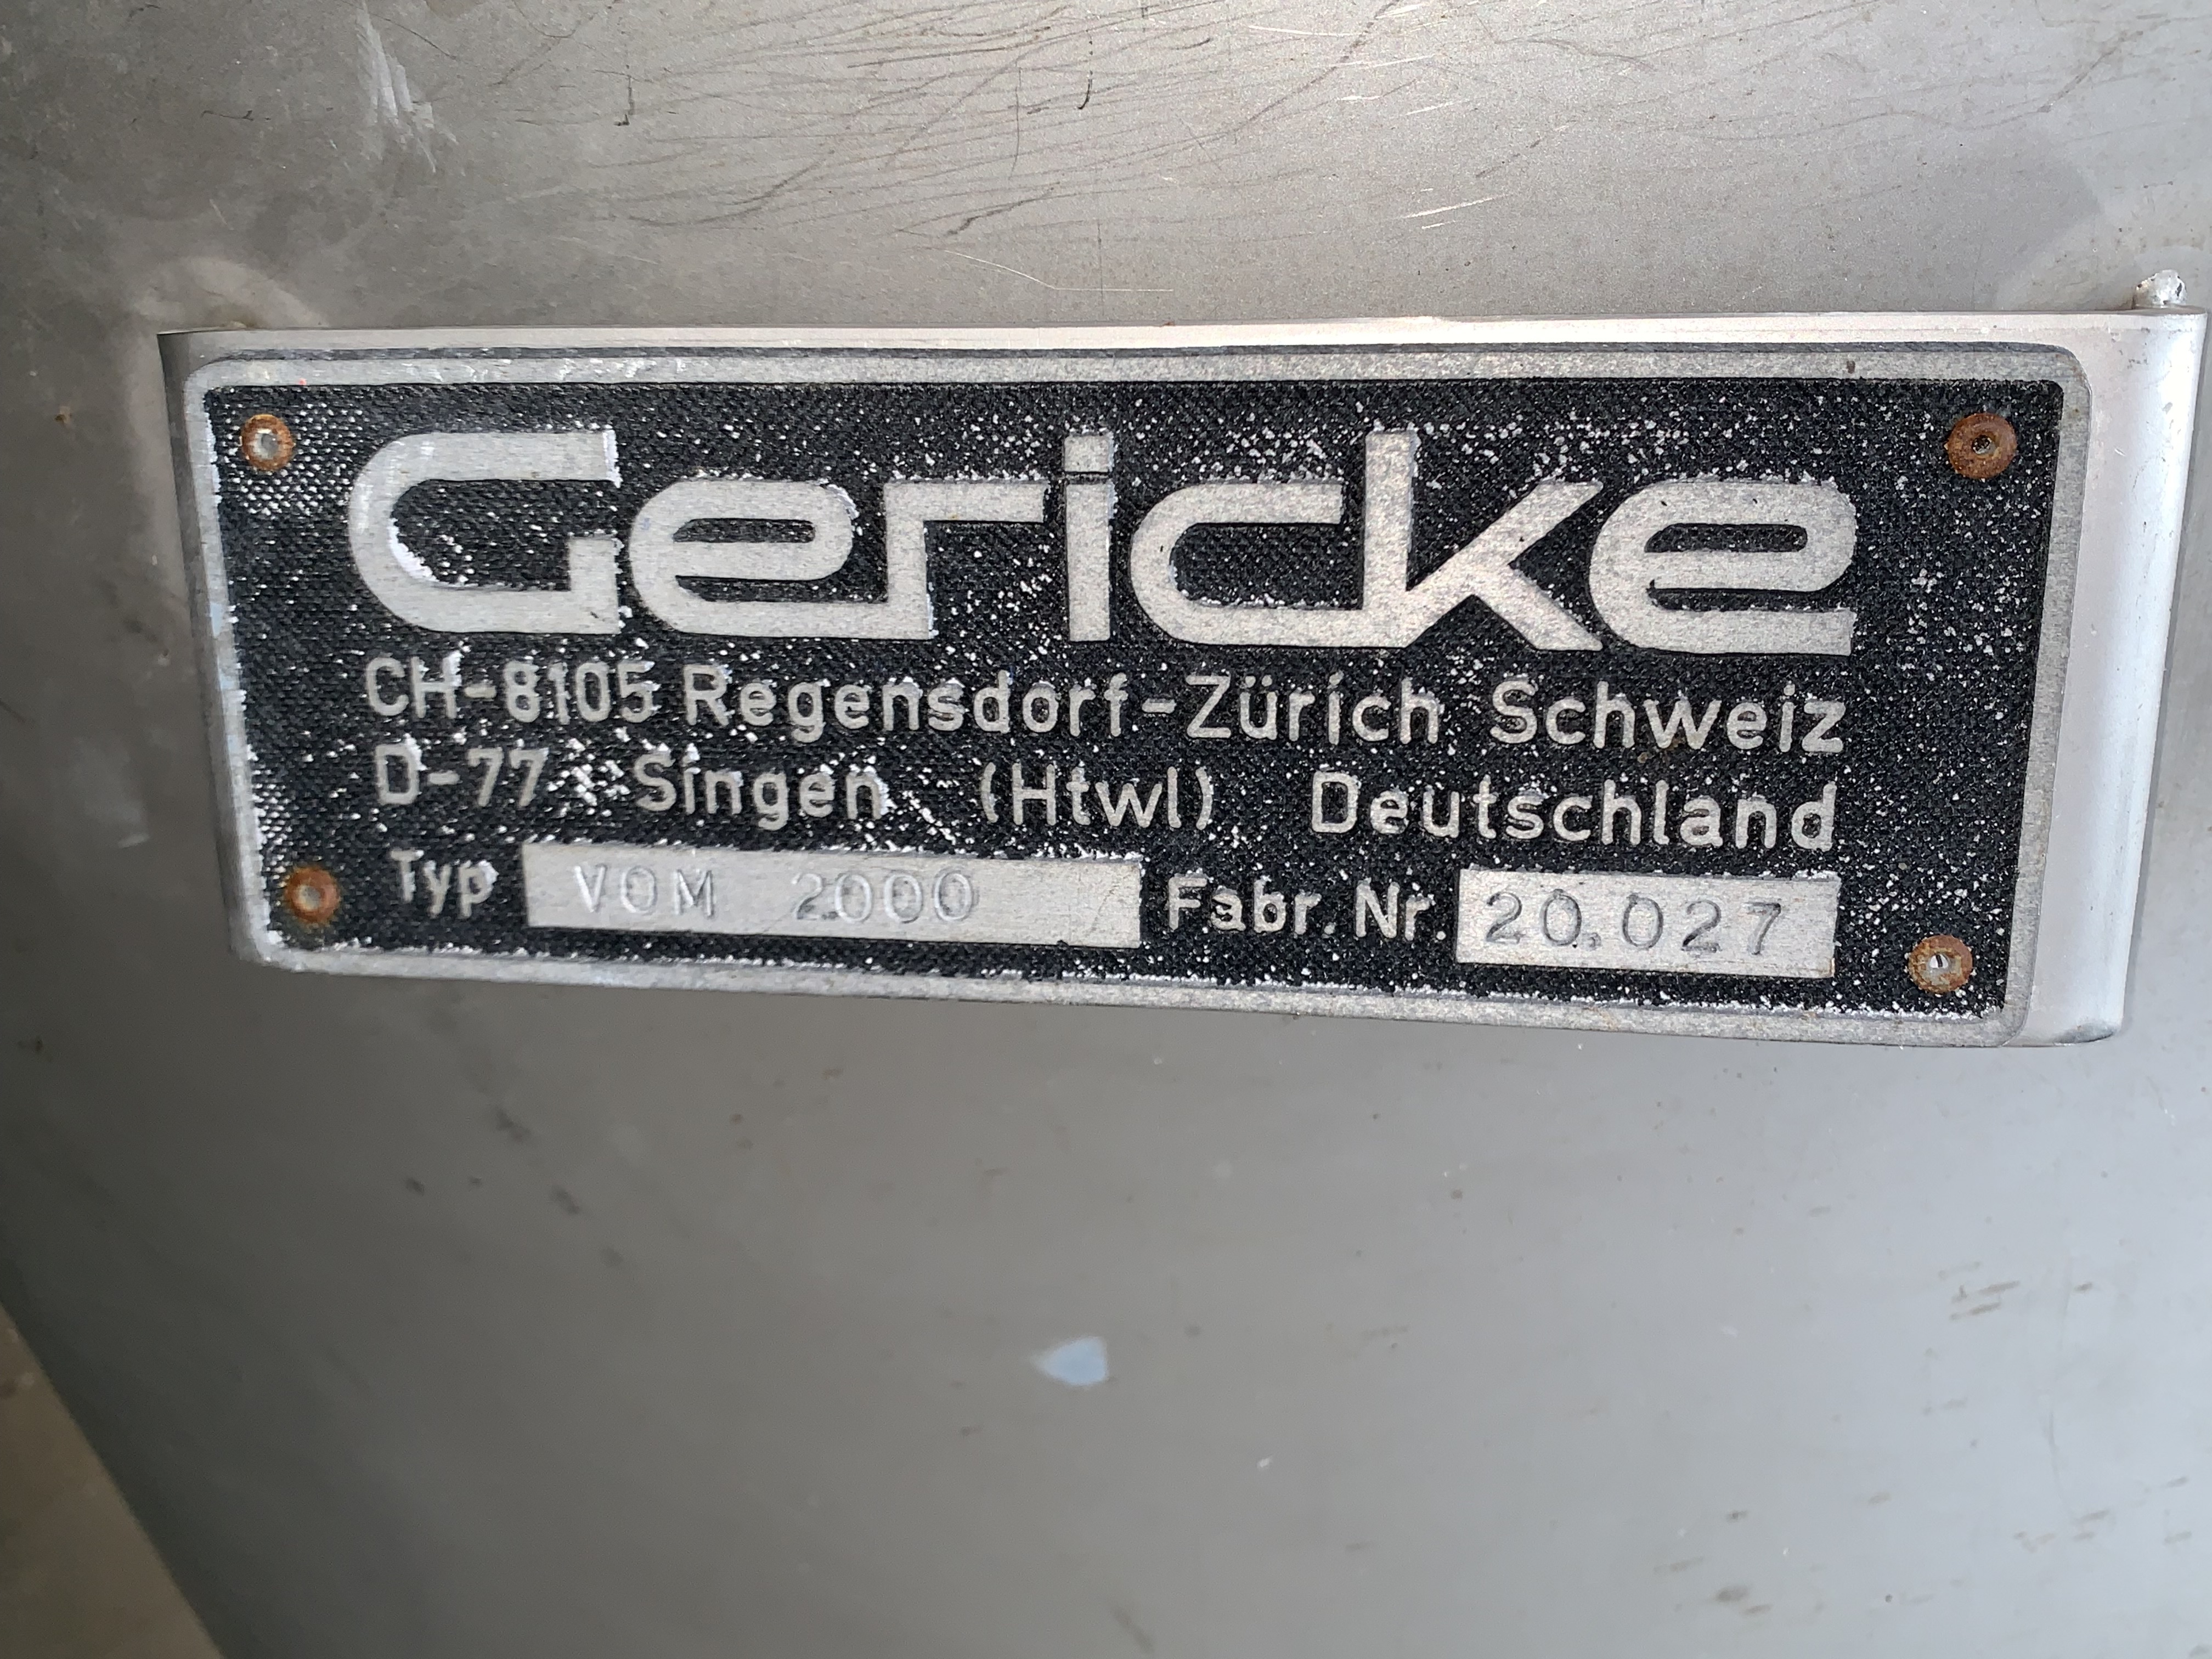 Gericke
CH-8105 Regensdorf-Zürich Schweiz
D-77 Singen (Htwl) Deutschland
Typ VOM 2000 Fabr. Nr. 20.027